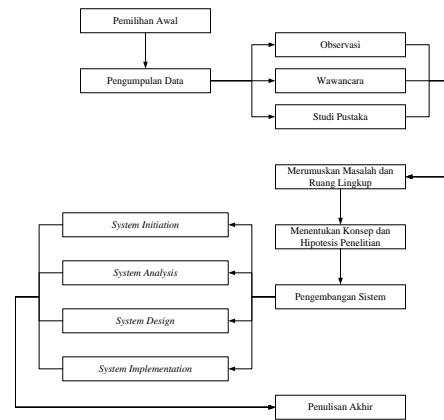 Pemilihan Awal
Pengumpulan Data
Observasi
Wawancara
Studi Pustaka
Merumuskan Masalah dan
Ruang Lingkup
Menentukan Konsep dan
Hipotesis Penelitian
Pengembangan Sistem
System Initiation
System Analysis
System Design
System Implementation
Penulisan Akhir